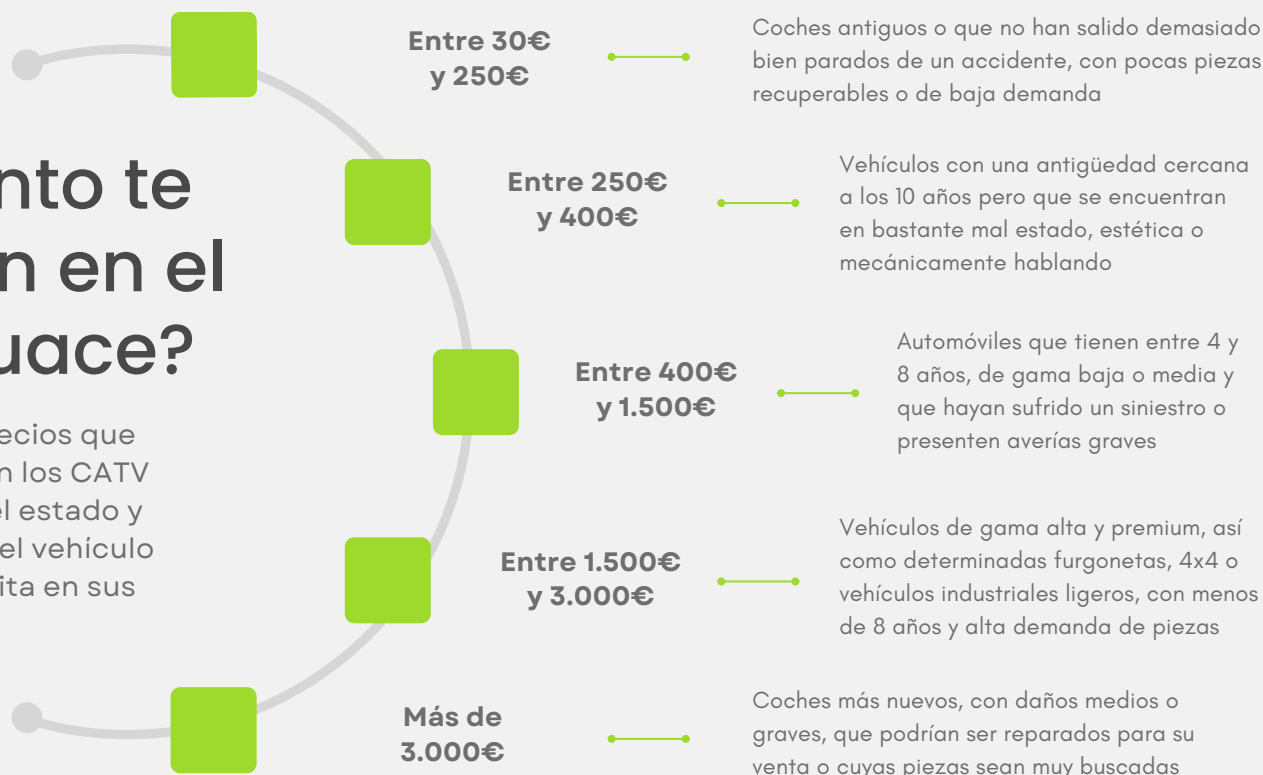 nto te
n en el
uace?
recios que
n los CATV
el estado y
el vehículo
ita en sus
Entre 30€
y 250€
Coches antiguos o que no han salido demasiado
bien parados de un accidente, con pocas piezas
recuperables o de baja demanda
Entre 250€
y 400€
Vehículos con una antigüedad cercana
a los 10 años pero que se encuentran
en bastante mal estado, estética o
mecánicamente hablando
Entre 400€
y 1.500€
Automóviles que tienen entre 4 y
8 años, de gama baja o media y
que hayan sufrido un siniestro o
presenten averías graves
Entre 1.500€
y 3.000€
Vehículos de gama alta y premium, así
como determinadas furgonetas, 4x4 o
vehículos industriales ligeros, con menos
de 8 años y alta demanda de piezas
Más de
3.000€
Coches más nuevos, con daños medios o
graves, que podrían ser reparados para su
venta o cuyas piezas sean muy buscadas